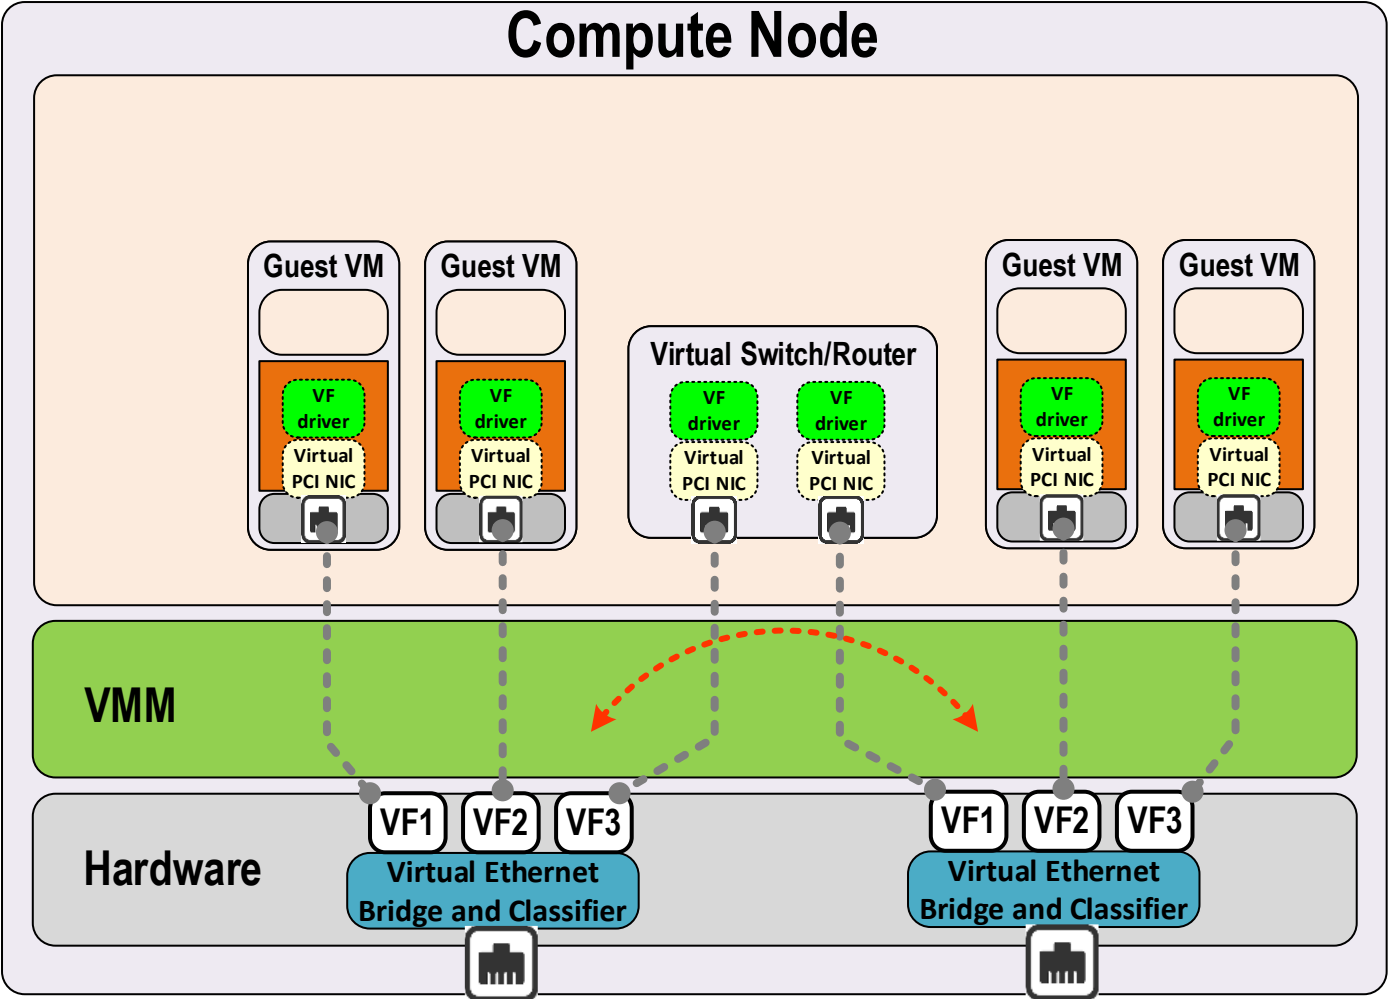 Compute Node
Guest VM
VF
driver
Virtual
PCI NIC
Guest VM
VF
driver
Virtual
PCI NIC
Virtual Switch/Router
VF
driver
Virtual
PCI NIC
VF
driver
Virtual
PCI NIC
Guest VM
VF
driver
Virtual
PCI NIC
Guest VM
VF
driver
Virtual
PCI NIC
VMM
Hardware
VF1
VF2
VF3
Virtual Ethernet
Bridge and Classifier
VF1
VF2
VF3
Virtual Ethernet
Bridge and Classifier